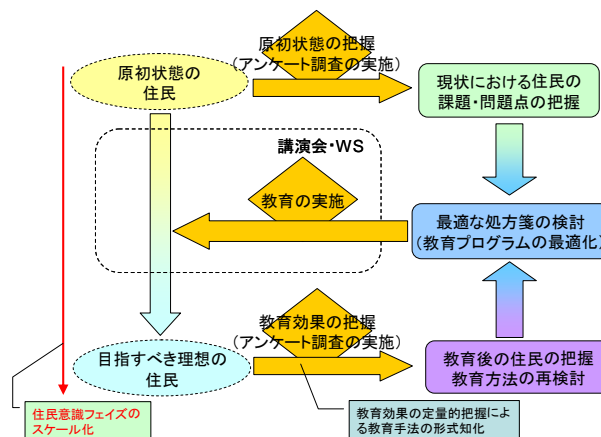 原初状態の把握
(アンケート調査の実施)
原初状態の
住民
現状における住民の
課題・問題点の把握
講演会・WS
教育の実施
最適な処方箋の検討
(教育プログラムの最適化)
教育効果の把握
(アンケート調査の実施)
目指すべき理想の
住民
教育後の住民の把握
教育方法の再検討
住民意識フェイズの
スケール化
教育効果の定量的把握によ
る教育手法の形式知化